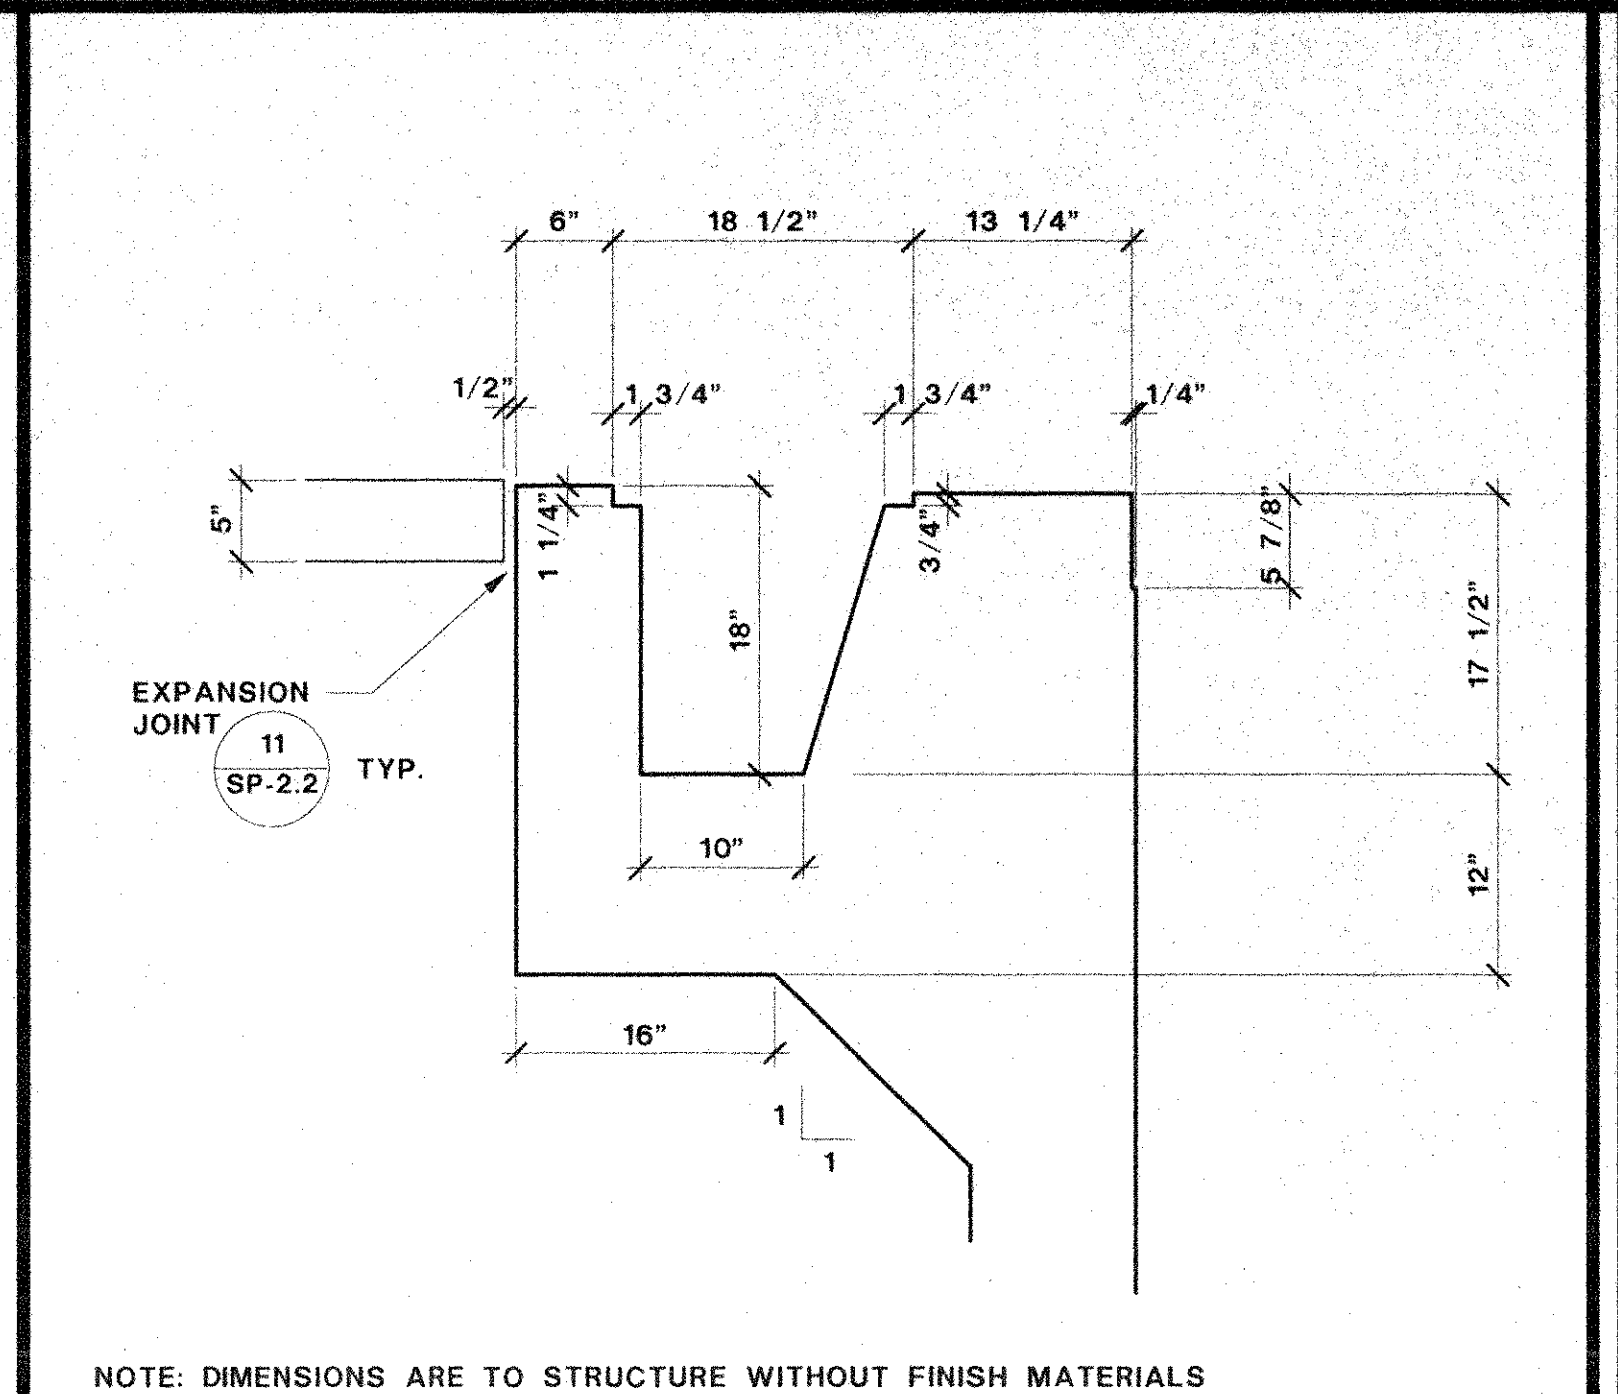 6" 18 1/2" 13 1/4"
1/2" 1 3/4" 1 3/4" 1/4"
5" 1 1/4" 3/4" 5 7/8"
18" 17 1/2"
EXPANSION
JOINT
11
SP-2.2
TYP.
10" 12"
16"
1
1
NOTE: DIMENSIONS ARE TO STRUCTURE WITHOUT FINISH MATERIALS